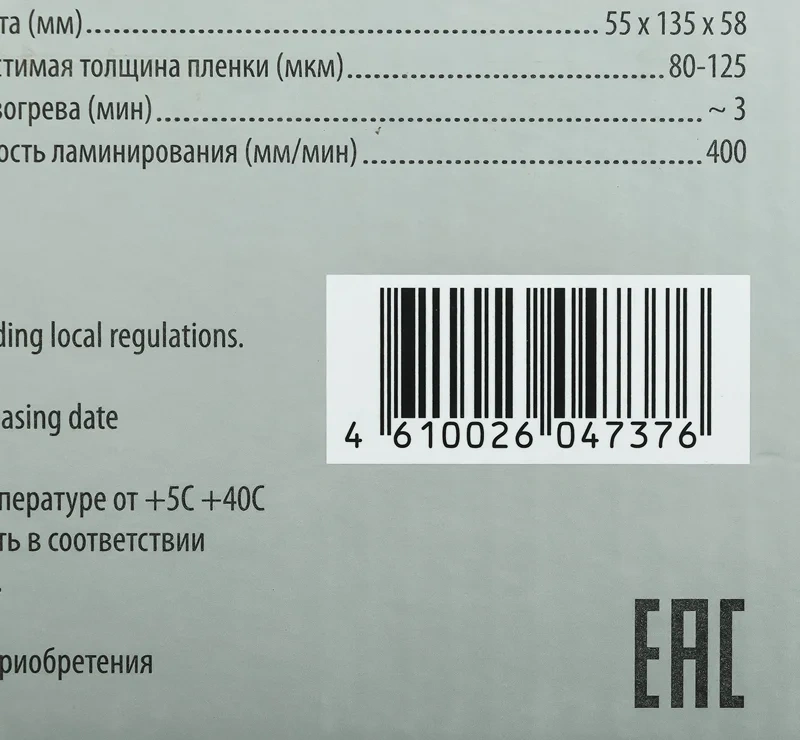 та (мм) 55 x 135 x 58
стимая толщина пленки (мкм) 80-125
зогрева (мин) ~ 3
ость ламинирования (мм/мин) 400
ding local regulations.
4 610026 047376
asing date
пературе от +5С +40С
ть в соответствии
риобретения
EAC